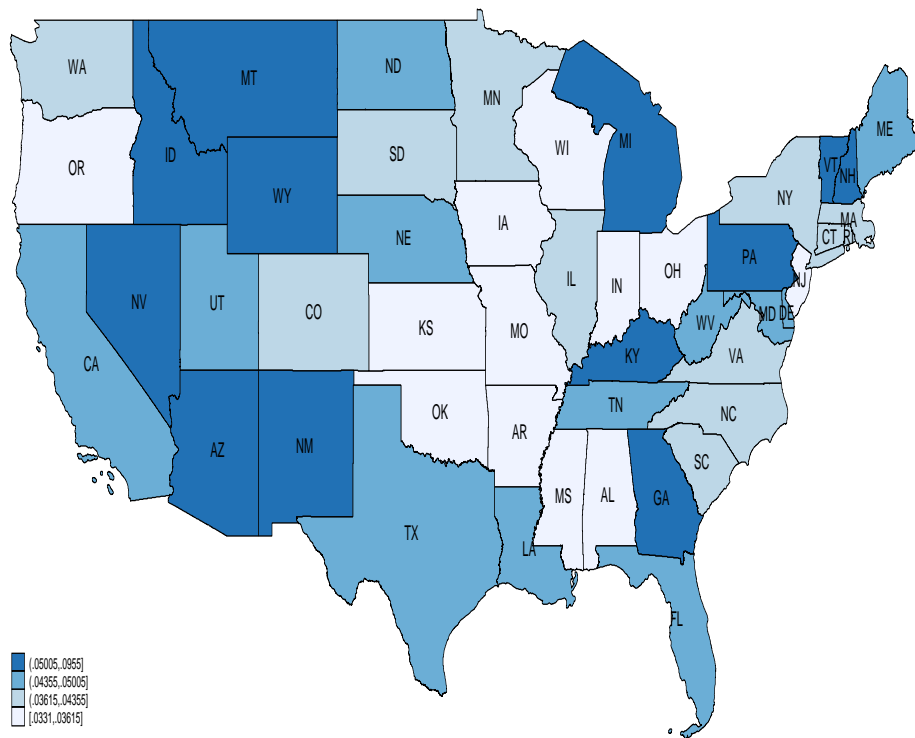 WA
MT
ND
MN
ME
OR
ID
SD
WI
MI
VT
NH
WY
NY
MA
IA
CT
RI
NE
PA
NV
UT
CO
IL
IN
OH
NJ
KS
MO
WV
MD
DE
CA
KY
VA
OK
TN
NC
AR
AZ
NM
SC
MS
AL
GA
TX
LA
FL
(.05005,.0955]
(.04355,.05005]
(.03615,.04355]
[.0331,.03615]